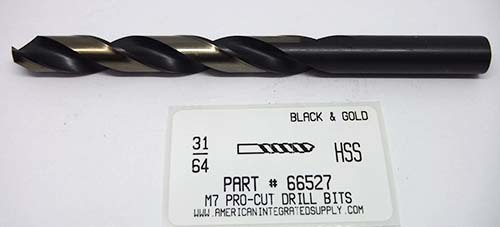 BLACK & GOLD
31
64
HSS
PART # 66527
M7 PRO-CUT DRILL BITS
WWW.AMERICANINTEGRATEDSUPPLY.COM